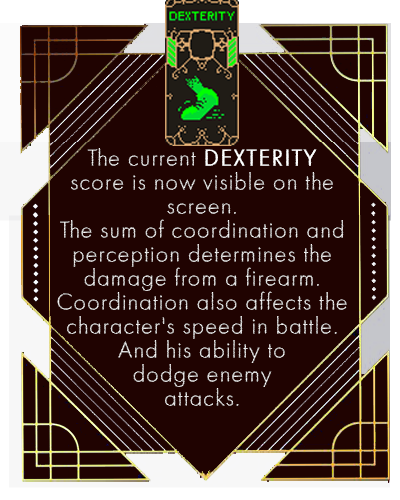 DEXTERITY
The current DEXTERITY
score is now visible on the
screen.
The sum of coordination and
perception determines the
damage from a firearm.
Coordination also affects the
character's speed in battle.
And his ability to
dodge enemy
attacks.